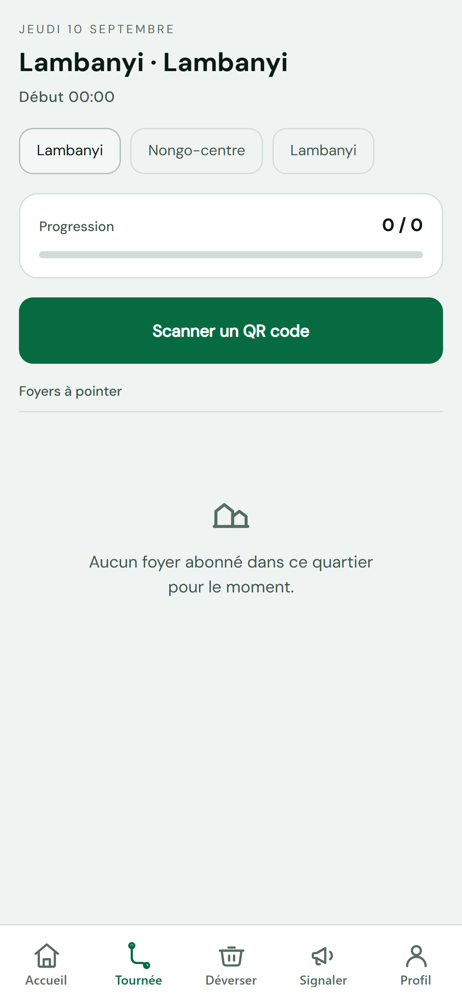 JEUDI 10 SEPTEMBRE
Lambanyi · Lambanyi
Début 00:00
Lambanyi
Nongo-centre
Lambanyi
Progression
0 / 0
Scanner un QR code
Foyers à pointer
Aucun foyer abonné dans ce quartier
pour le moment.
Accueil
Tournée
Déverser
Signaler
Profil